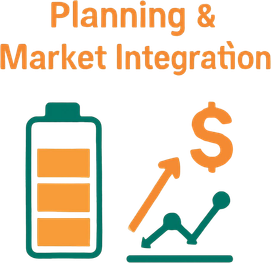 Planning &
Market Integration
$